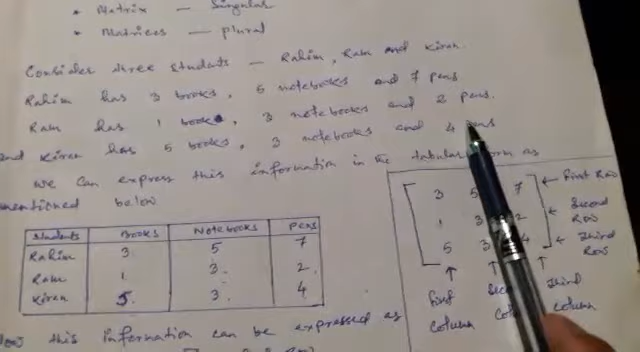 * Matrix — Singular
* Matrices — plural
Consider three students — Rahim, Ram and Kiran.
Rahim has 3 books, 5 notebooks and 7 pens
Ram has 1 book, 3 notebooks and 2 pens.
and Kiran has 5 books, 3 notebooks and 4 pens
We can express this information in the tabular form as
mentioned below
Students Books Notebooks Pens
Rahim 3 5 7
Ram 1 3 2
Kiran 5 3 4
3 5 7 ← First Row
1 3 2 ← Second Row
5 3 4 ← Third Row
First column Third column
this information can be expressed as